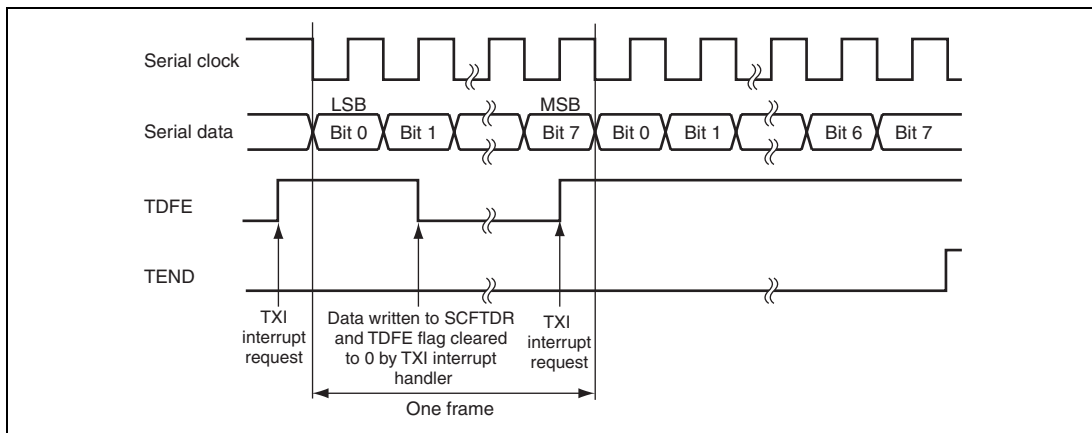 Serial clock
LSB
MSB
Serial data
Bit 0
Bit 1
Bit 7
Bit 0
Bit 1
Bit 6
Bit 7
TDFE
TEND
TXI
interrupt
request
Data written to SCFTDR
and TDFE flag cleared
to 0 by TXI interrupt
handler
TXI
interrupt
request
One frame